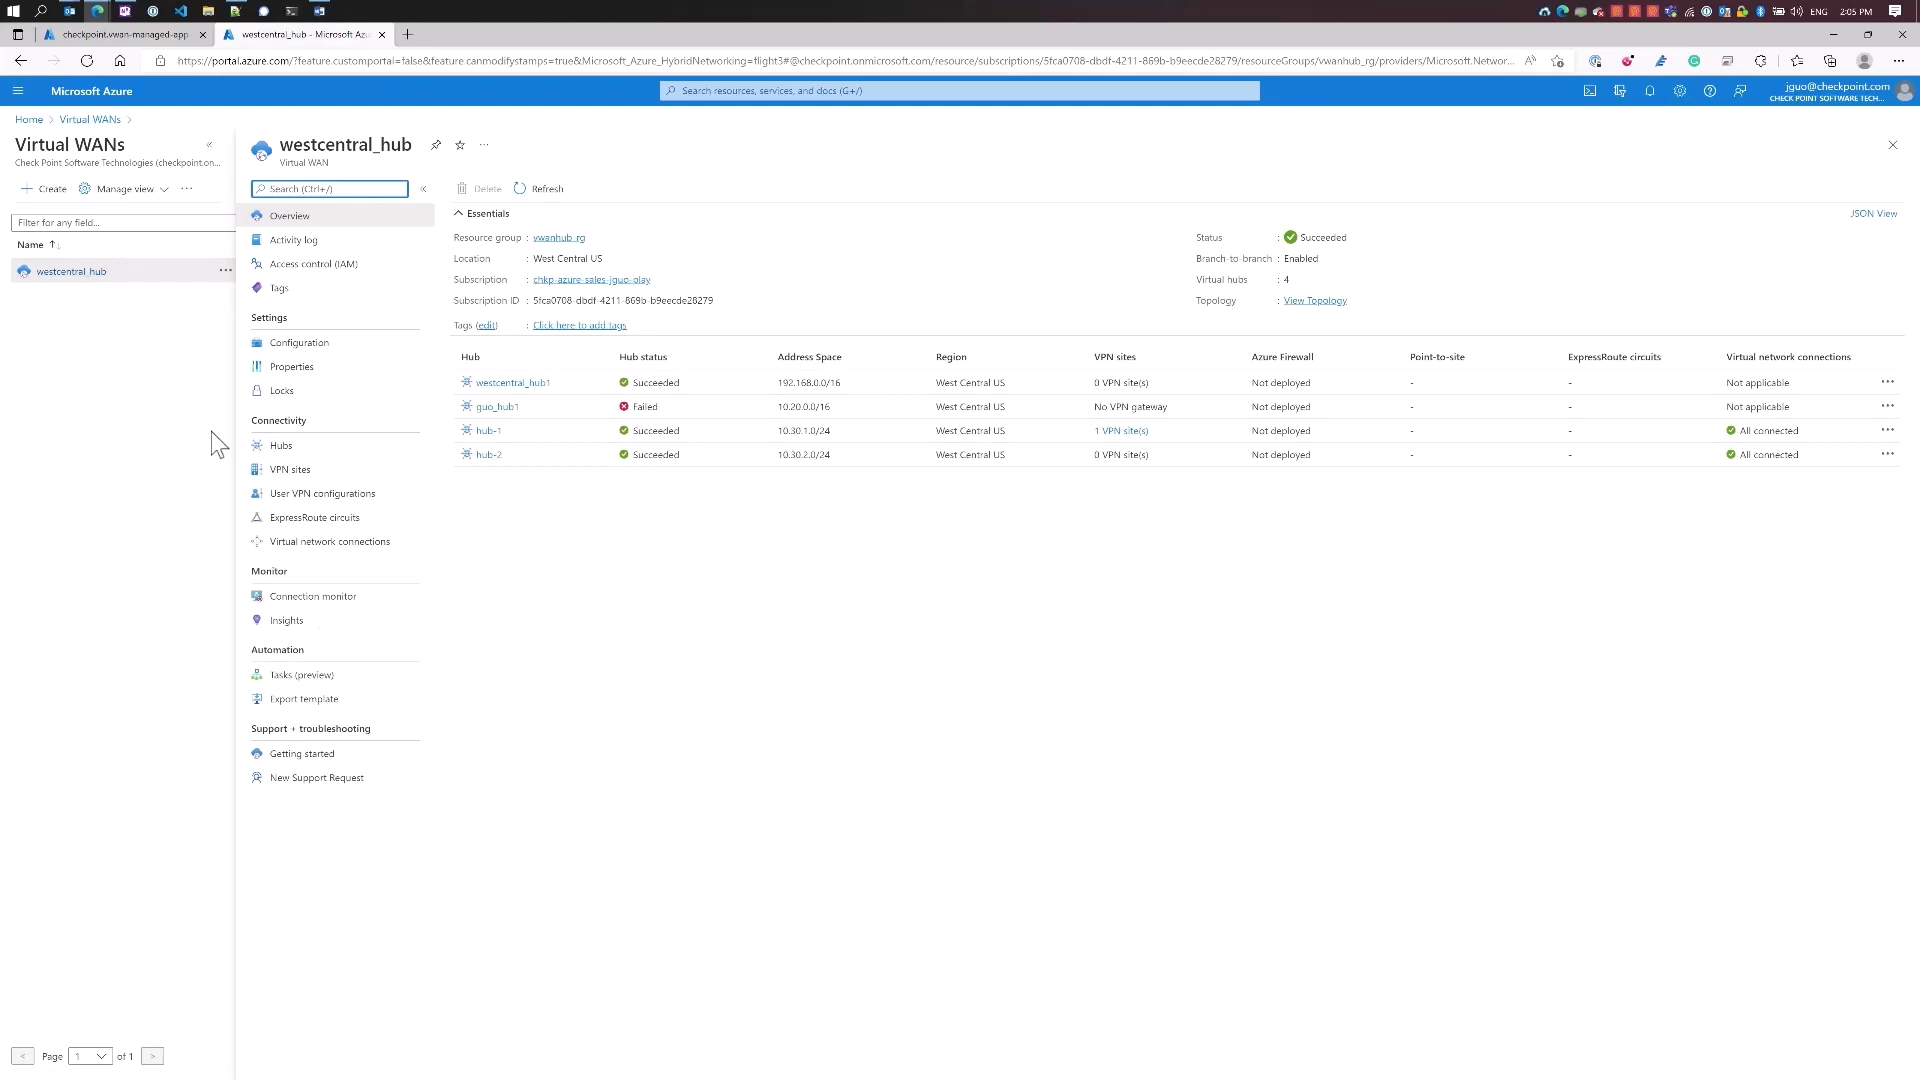 ENG 2:05 PM
checkpoint.vwan-managed-app
westcentral_hub - Microsoft Azu
https://portal.azure.com/?feature.customportal=false&feature.canmodifystamps=true&Microsoft_Azure_HybridNetworking=flight3#@checkpoint.onmicrosoft.com/resource/subscriptions/5fca0708-dbdf-4211-869b-b9eecde28279/resourceGroups/vwanhub_rg/providers/Microsoft.Networ...
Microsoft Azure
Search resources, services, and docs (G+/)
jguo@checkpoint.com
CHECK POINT SOFTWARE TECH...
Home > Virtual WANs >
Virtual WANs
Check Point Software Technologies (checkpoint.on...
Create Manage view
Filter for any field...
Name
westcentral_hub
Page 1 of 1
westcentral_hub
Virtual WAN
Search (Ctrl+/)
Overview
Activity log
Access control (IAM)
Tags
Settings
Configuration
Properties
Locks
Connectivity
Hubs
VPN sites
User VPN configurations
ExpressRoute circuits
Virtual network connections
Monitor
Connection monitor
Insights
Automation
Tasks (preview)
Export template
Support + troubleshooting
Getting started
New Support Request
Delete Refresh
Essentials
JSON View
Resource group : vwanhub_rg
Location : West Central US
Subscription : chkp-azure-sales-jguo-play
Subscription ID : 5fca0708-dbdf-4211-869b-b9eecde28279
Tags (edit) : Click here to add tags
Status : Succeeded
Branch-to-branch : Enabled
Virtual hubs : 4
Topology : View Topology
Hub Hub status Address Space Region VPN sites Azure Firewall Point-to-site ExpressRoute circuits Virtual network connections
westcentral_hub1 Succeeded 192.168.0.0/16 West Central US 0 VPN site(s) Not deployed - - Not applicable
guo_hub1 Failed 10.20.0.0/16 West Central US No VPN gateway Not deployed - - Not applicable
hub-1 Succeeded 10.30.1.0/24 West Central US 1 VPN site(s) Not deployed - - All connected
hub-2 Succeeded 10.30.2.0/24 West Central US 0 VPN site(s) Not deployed - - All connected